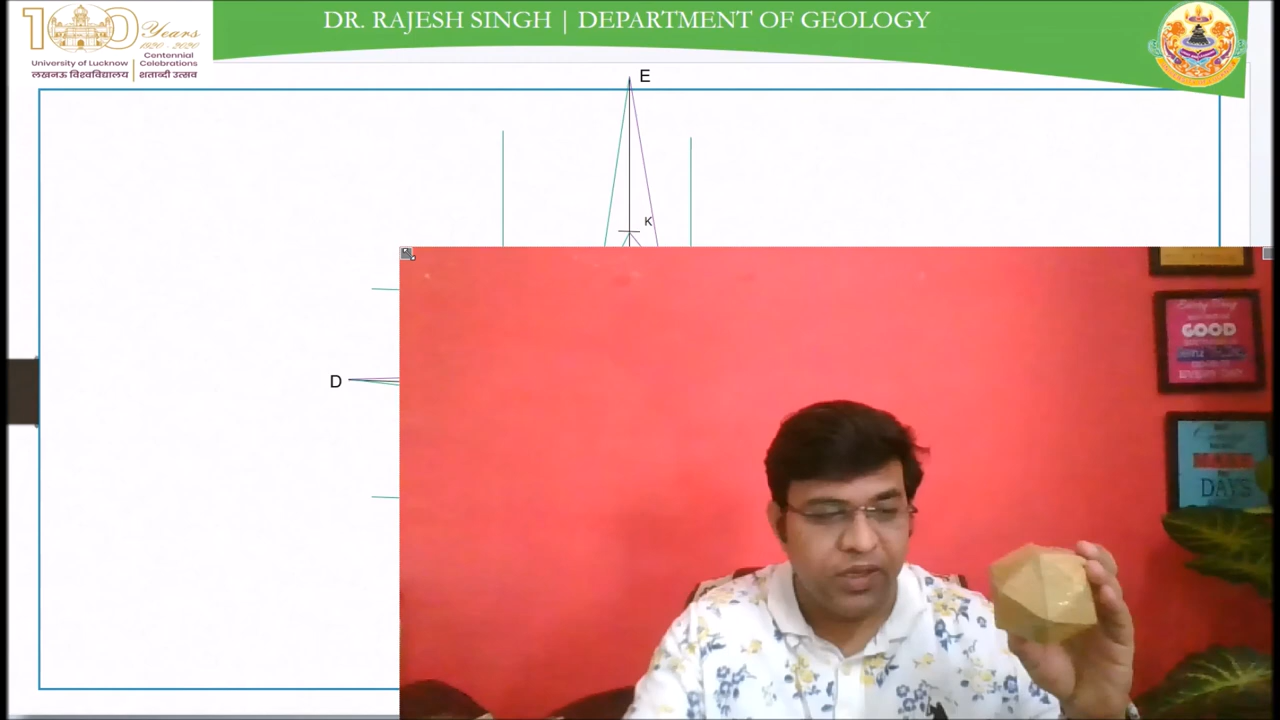 DR. RAJESH SINGH | DEPARTMENT OF GEOLOGY
100 Years
1920 - 2020
University of Lucknow
लखनऊ विश्वविद्यालय
Centennial
Celebrations
शताब्दी उत्सव
E
K
D
GOOD
DAYS